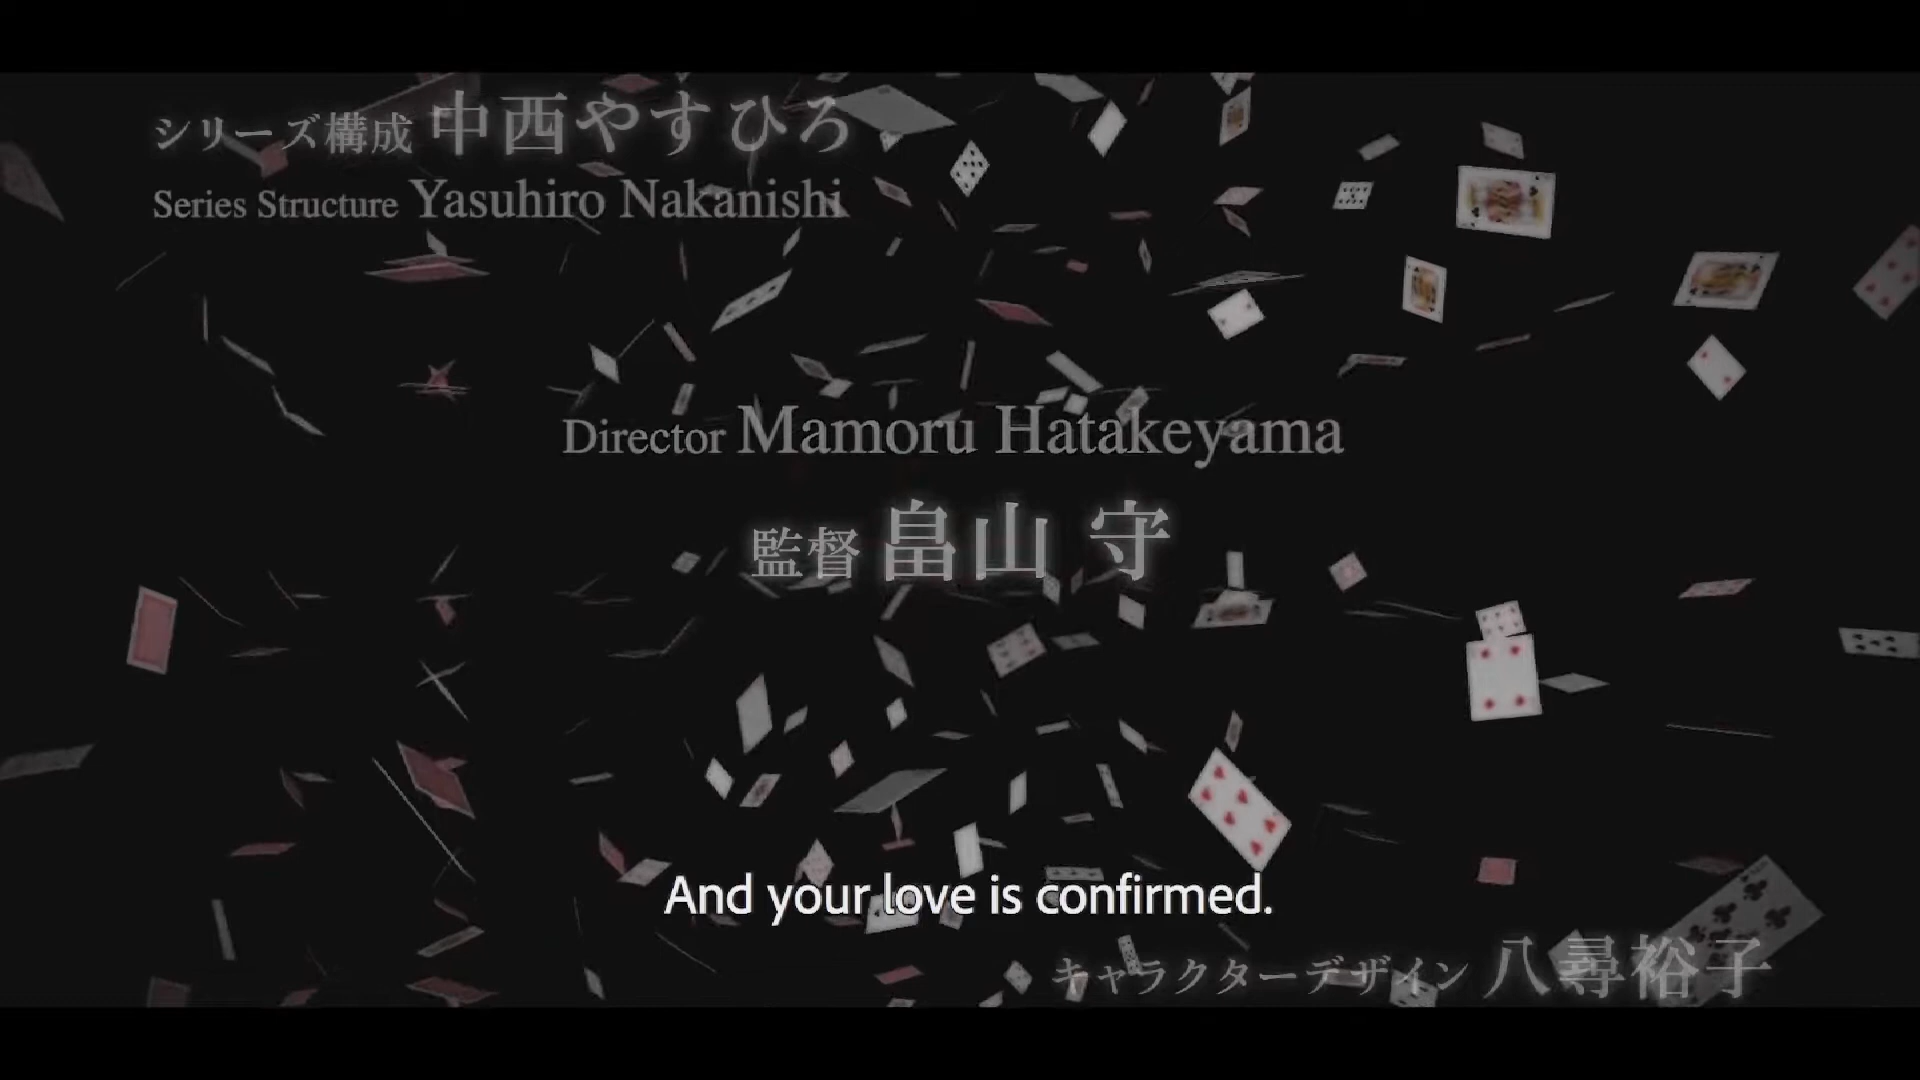 シリーズ構成 中西やすひろ
Series Structure Yasuhiro Nakanishi
Director Mamoru Hatakeyama
監督 畠山 守
And your love is confirmed.
キャラクターデザイン 八尋裕子